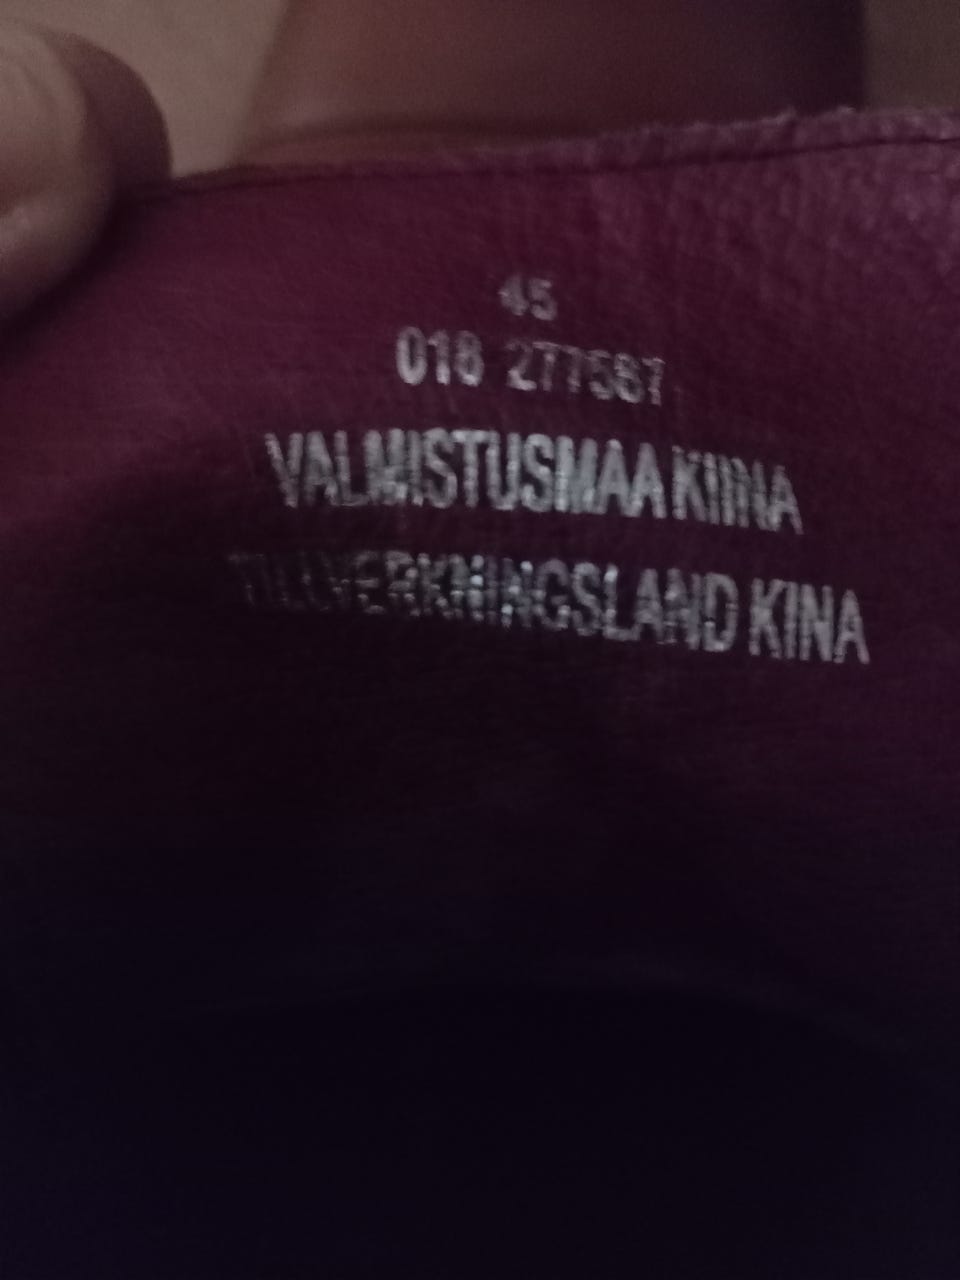 45
018 277587
VALMISTUSMAA KIINA
TILLVERKNINGSLAND KINA